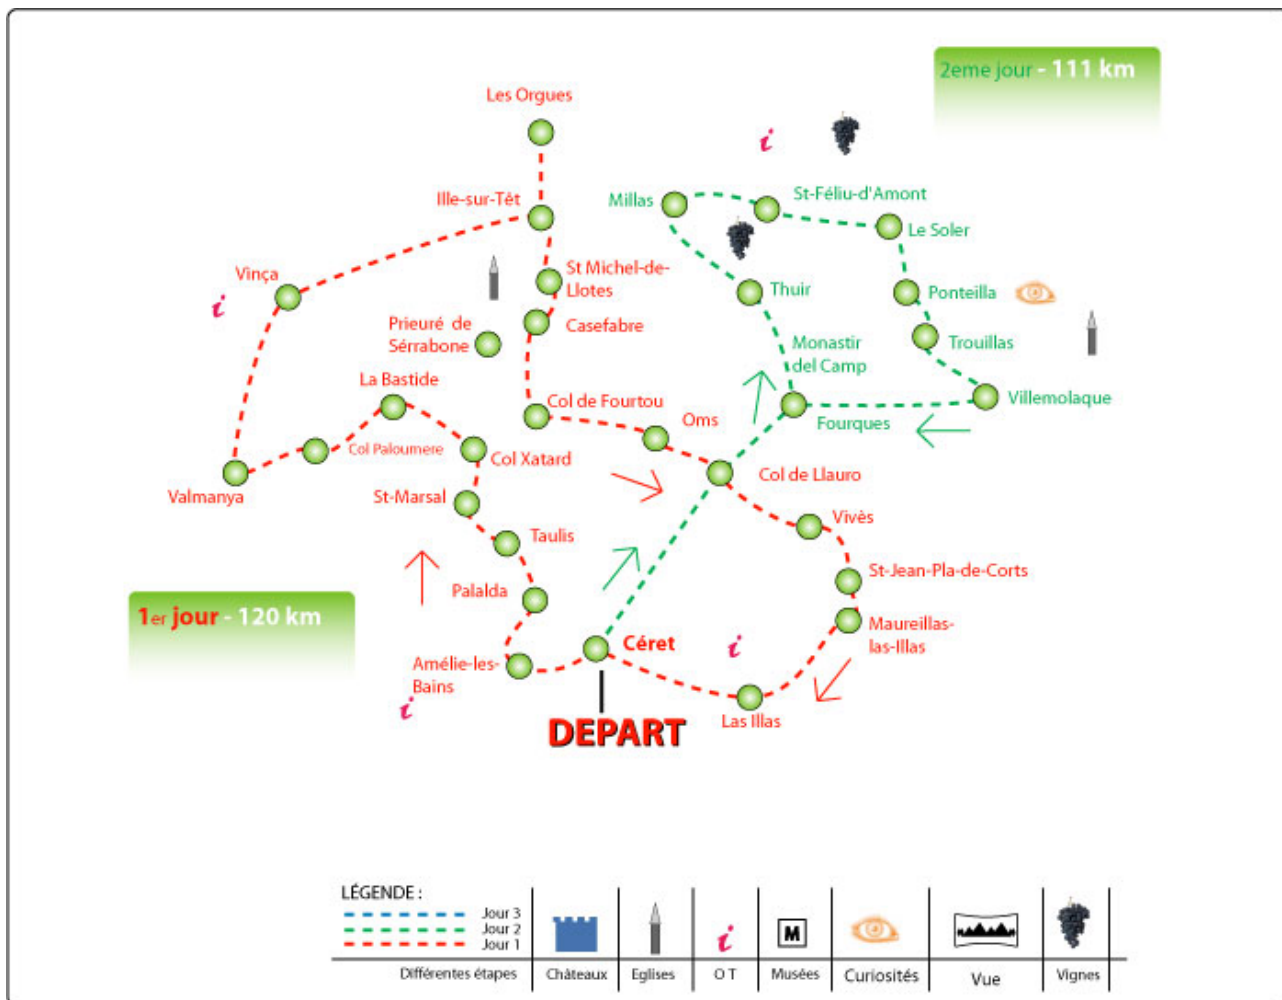 2eme jour - 111 km
Les Orgues
Ille-sur-Têt
Millas
St-Féliu-d'Amont
Le Soler
Vinça
St Michel-de-
Llotes
Thuir
Ponteilla
Prieuré de
Sérrabone
Casefabre
Monastir
del Camp
Trouillas
La Bastide
Col de Fourtou
Oms
Fourques
Villemolaque
Col Paloumere
Col Xatard
Col de Llauro
Valmanya
St-Marsal
Vivès
Taulis
St-Jean-Pla-de-Corts
Palalda
1er jour - 120 km
Maureillas-
las-Illas
Céret
Amélie-les-
Bains
Las Illas
DEPART
LÉGENDE :
Jour 3
Jour 2
Jour 1
M
Différentes étapes
Châteaux
Eglises
O T
Musées
Curiosités
Vue
Vignes